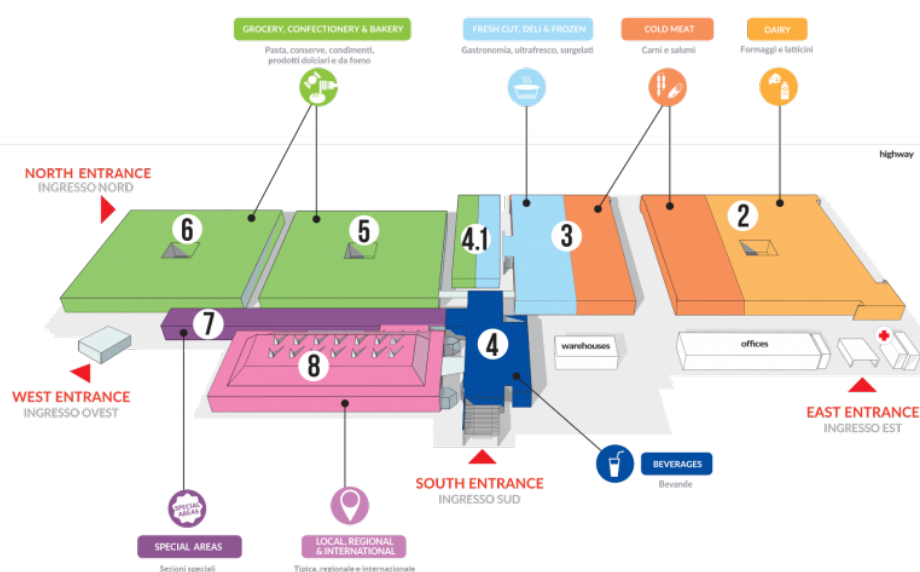 GROCERY, CONFECTIONERY & BAKERY
Pasta, conserve, condimenti,
prodotti dolciari e da forno
FRESH CUT, DELI & FROZEN
Gastronomia, ultrafresco, surgelati
COLD MEAT
Carni e salumi
DAIRY
Formaggi e latticini
highway
NORTH ENTRANCE
INGRESSO NORD
6
5
4.1
3
2
7
8
4
warehouses
offices
WEST ENTRANCE
INGRESSO OVEST
EAST ENTRANCE
INGRESSO EST
SOUTH ENTRANCE
INGRESSO SUD
BEVERAGES
Bevande
SPECIAL
AREAS
SPECIAL AREAS
Sezioni speciali
LOCAL, REGIONAL
& INTERNATIONAL
Tipica, regionale e internazionale